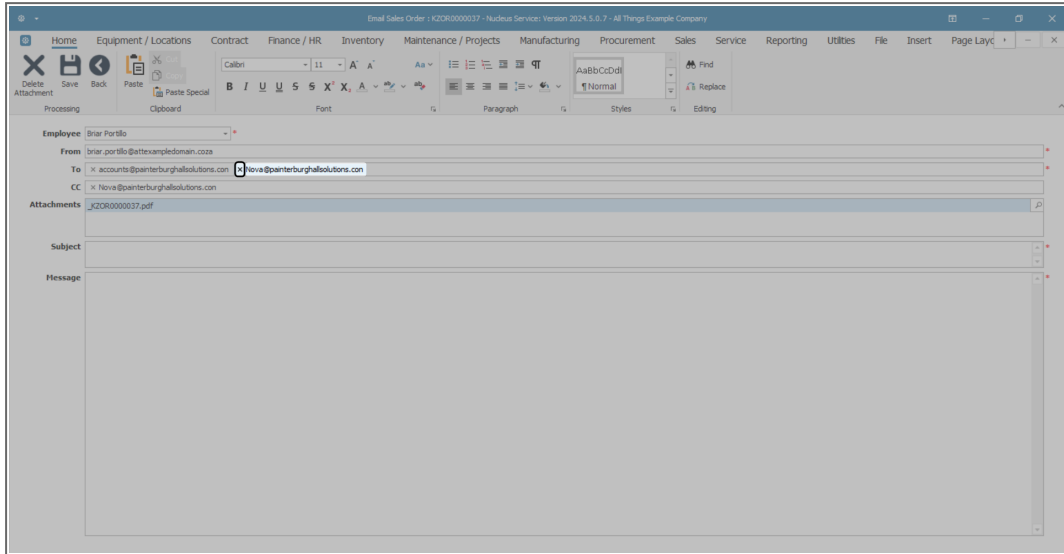 Email Sales Order : KZOR0000037 - Nucleus Service: Version 2024.5.0.7 - All Things Example Company
Home Equipment / Locations Contract Finance / HR Inventory Maintenance / Projects Manufacturing Procurement Sales Service Reporting Utilities File Insert Page Layo
Delete Attachment Save Back Paste Cut Copy Paste Special
Calibri 11 A A Aa
B I U U S S X X A ab
AaBbCcDdI
¶ Normal
Find
Replace
Processing Clipboard Font Paragraph Styles Editing
Employee Briar Portillo *
From briar.portillo@attexampledomain.coza *
To × accounts@painterburghallsolutions.con × Nova@painterburghallsolutions.con *
CC × Nova@painterburghallsolutions.con
Attachments _KZOR0000037.pdf
Subject *
Message *